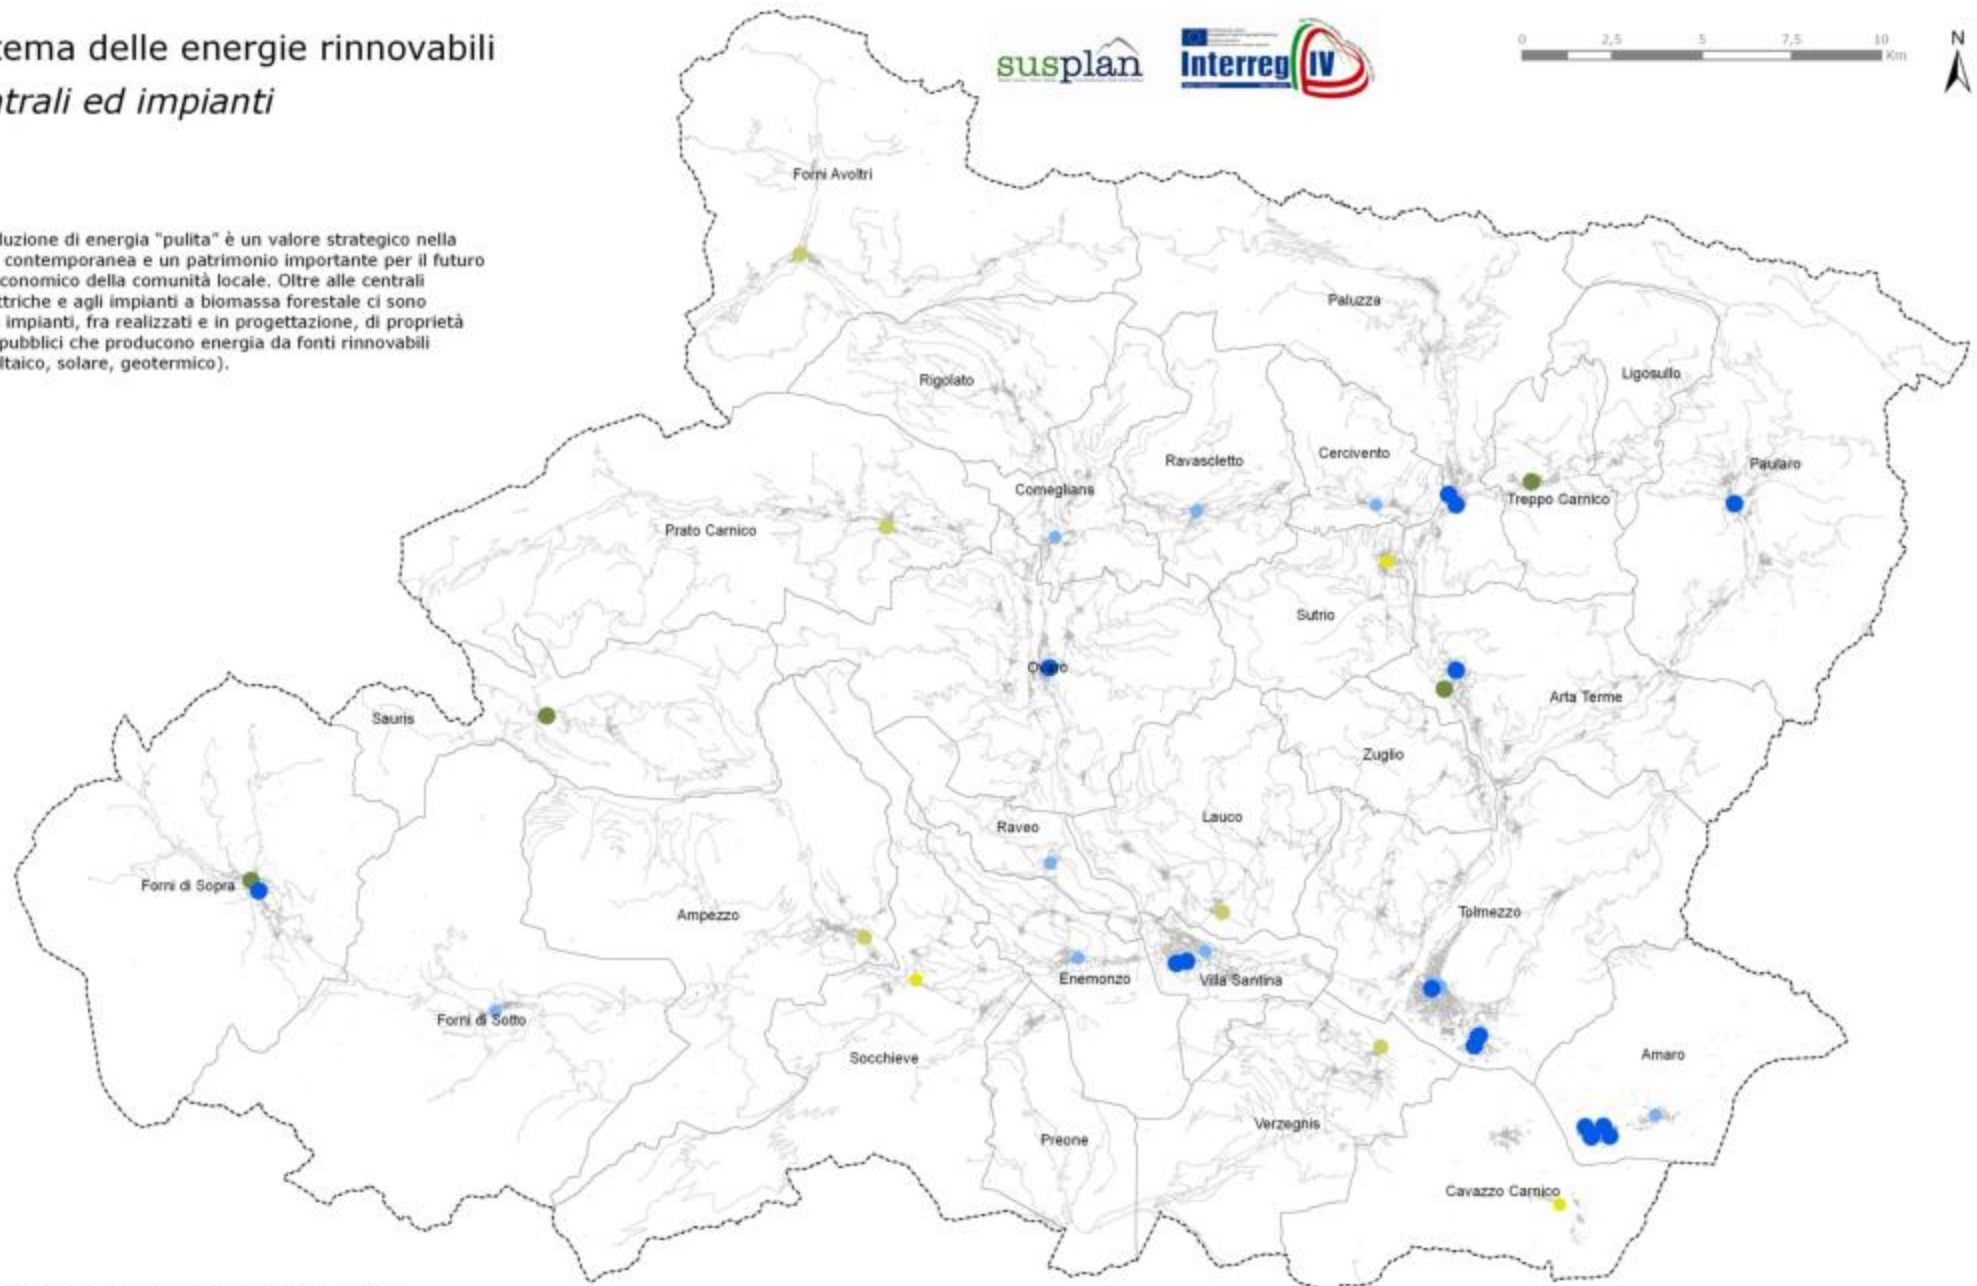 tema delle energie rinnovabili
ntrali ed impianti
susplan
Interreg IV
0 2,5 5 7,5 10
Km
N
luzione di energia "pulita" è un valore strategico nella
contemporanea e un patrimonio importante per il futuro
conomico della comunità locale. Oltre alle centrali
ttriche e agli impianti a biomassa forestale ci sono
impianti, fra realizzati e in progettazione, di proprietà
pubblici che producono energia da fonti rinnovabili
ltaico, solare, geotermico).
Forni Avoltri
Paluzza
Rigolato
Ligosullo
Cercivento
Ravascletto
Paularo
Comeglians
Treppo Carnico
Prato Carnico
Sutrio
Ovaro
Arta Terme
Sauris
Zuglio
Lauco
Raveo
Forni di Sopra
Ampezzo
Tolmezzo
Enemonzo
Villa Santina
Forni di Sotto
Socchieve
Amaro
Verzegnis
Preone
Cavazzo Carnico